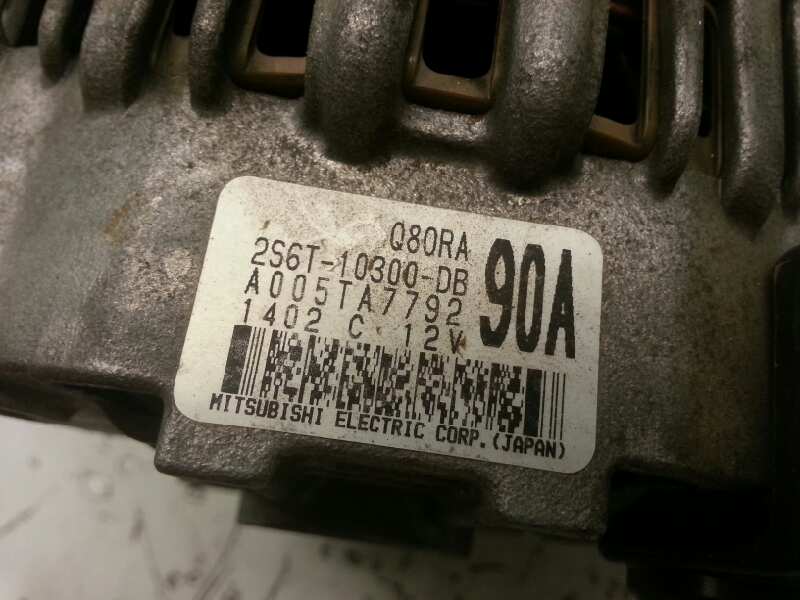 Q80RA
2S6T-10300-DB
90A
A005TA7792
1402 C 12V
MITSUBISHI ELECTRIC CORP.(JAPAN)